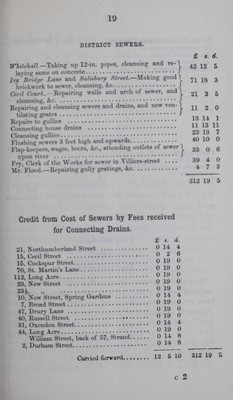 19
DISTRICT SEWERS.
£ s. d.
Whitehall.—Taking up 12-in. pipes, cleansing and re-laying same on concrete 42 12 5
Ivy Bridge Lane and Salisbury Street.—Making good brickwork to sewer, cleansing, &c. 71 18 3
Cecil Court.—Repairing walls and arch of sewer, and cleansing, &c. 21 3 5
Repairing and cleansing sewers and drains, and new ventilating grates 11 2 0
Repairs to gullies 13 14 1
Connecting house drains 11 13 11
Cleansing gullies 23 13 7
Flushing sewers 3 feet high and upwards 40 10 0
Flap-keepers, wages, boots, &c., attending outlets of sewer upon river 33 0 6
Fry, Clerk of the Works for sewer in Villiers-street 39 4 0
Mr. Flood.—Repairing gully gratings, &c. 4 7 3
312 19 5
Credit from Cost of Sewers by Fees received
for Connecting Drains.
£ s. d.
21, Northumberland Street 0 14 4
15, Cecil Street 0 2 6
15, Cockspur Street 0 19 0
70, St. Martin's Lane 0 19 0
112, Long Acre 0 19 0
25, New Street 0 19 0
25½, „ 0 19 0
10, New Street, Spring Gardens 0 14 4
7, Broad Street 0 19 0
47, Drury Lane 0 19 0
40, Russell Street 0 19 0
21, Oxendon Street 0 14 4
44, Long Acre 0 19 0
William Street, back of 57, Strand 0 14 8
2, Durham Street 0 14 8
Carried forward 12 5 10 312 19 5
C 2